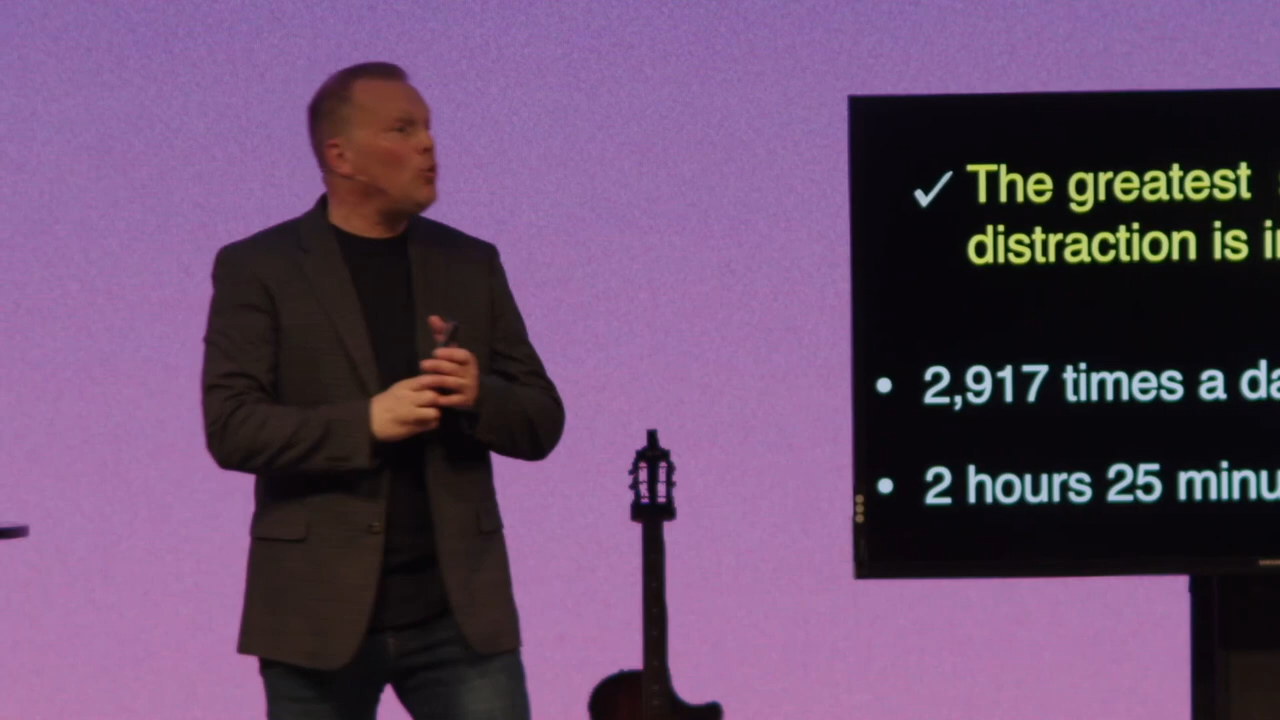 ✓ The greatest
distraction is
• 2,917 times a
• 2 hours 25